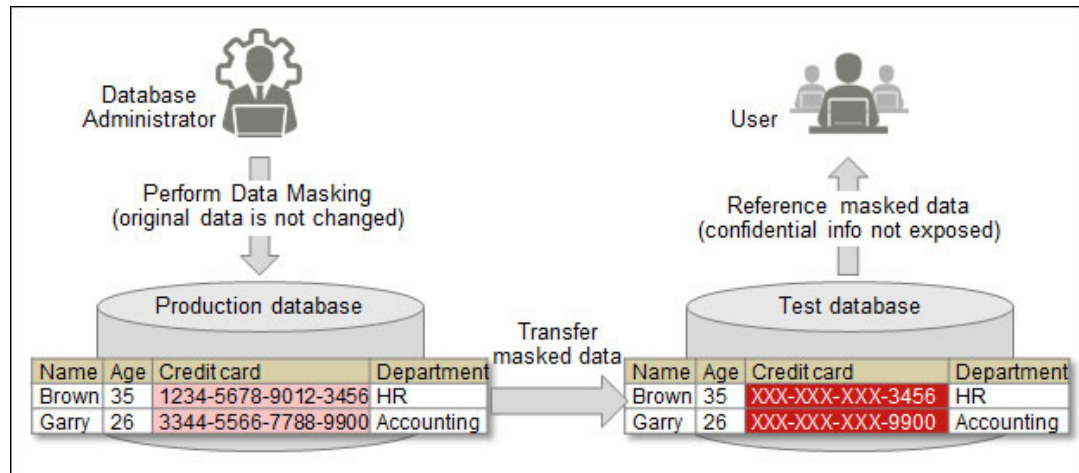 Database
Administrator
User
Perform Data Masking
(original data is not changed)
Reference masked data
(confidential info not exposed)
Production database
Test database
Transfer
masked data
Name Age Credit card Department
Brown 35 1234-5678-9012-3456 HR
Garry 26 3344-5566-7788-9900 Accounting
Name Age Credit card Department
Brown 35 XXX-XXX-XXX-3456 HR
Garry 26 XXX-XXX-XXX-9900 Accounting